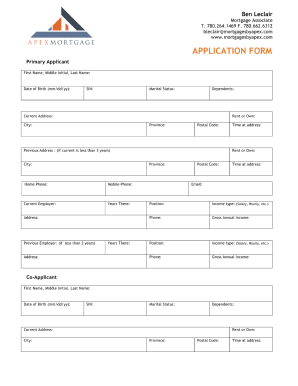 Ben Leclair
Mortgage Associate
T. 780.264.1469 F. 780.662.6312
bleclair@mortgagesbyapex.com
www.mortgagesbyapex.com
APEXMORTGAGE
APPLICATION FORM
Primary Applicant
First Name, Middle Initial, Last Name:
Date of Birth (mm/dd/yy): SIN: Marital Status: Dependents:
Current Address: Rent or Own:
City: Province: Postal Code: Time at address:
Previous Address : (if current is less than 3 years) Rent or Own:
City: Province: Postal Code: Time at address:
Home Phone: Mobile Phone: Email:
Current Employer: Years There: Position: Income type: (Salary, Hourly, etc.)
Address: Phone: Gross Annual Income:
Previous Employer: (if less than 3 years) Years There: Position: Income type: (Salary, Hourly, etc.)
Address: Phone: Gross Annual Income:
Co-Applicant
First Name, Middle Initial, Last Name:
Date of Birth (mm/dd/yy): SIN: Marital Status: Dependents:
Current Address: Rent or Own:
City: Province: Postal Code: Time at address: